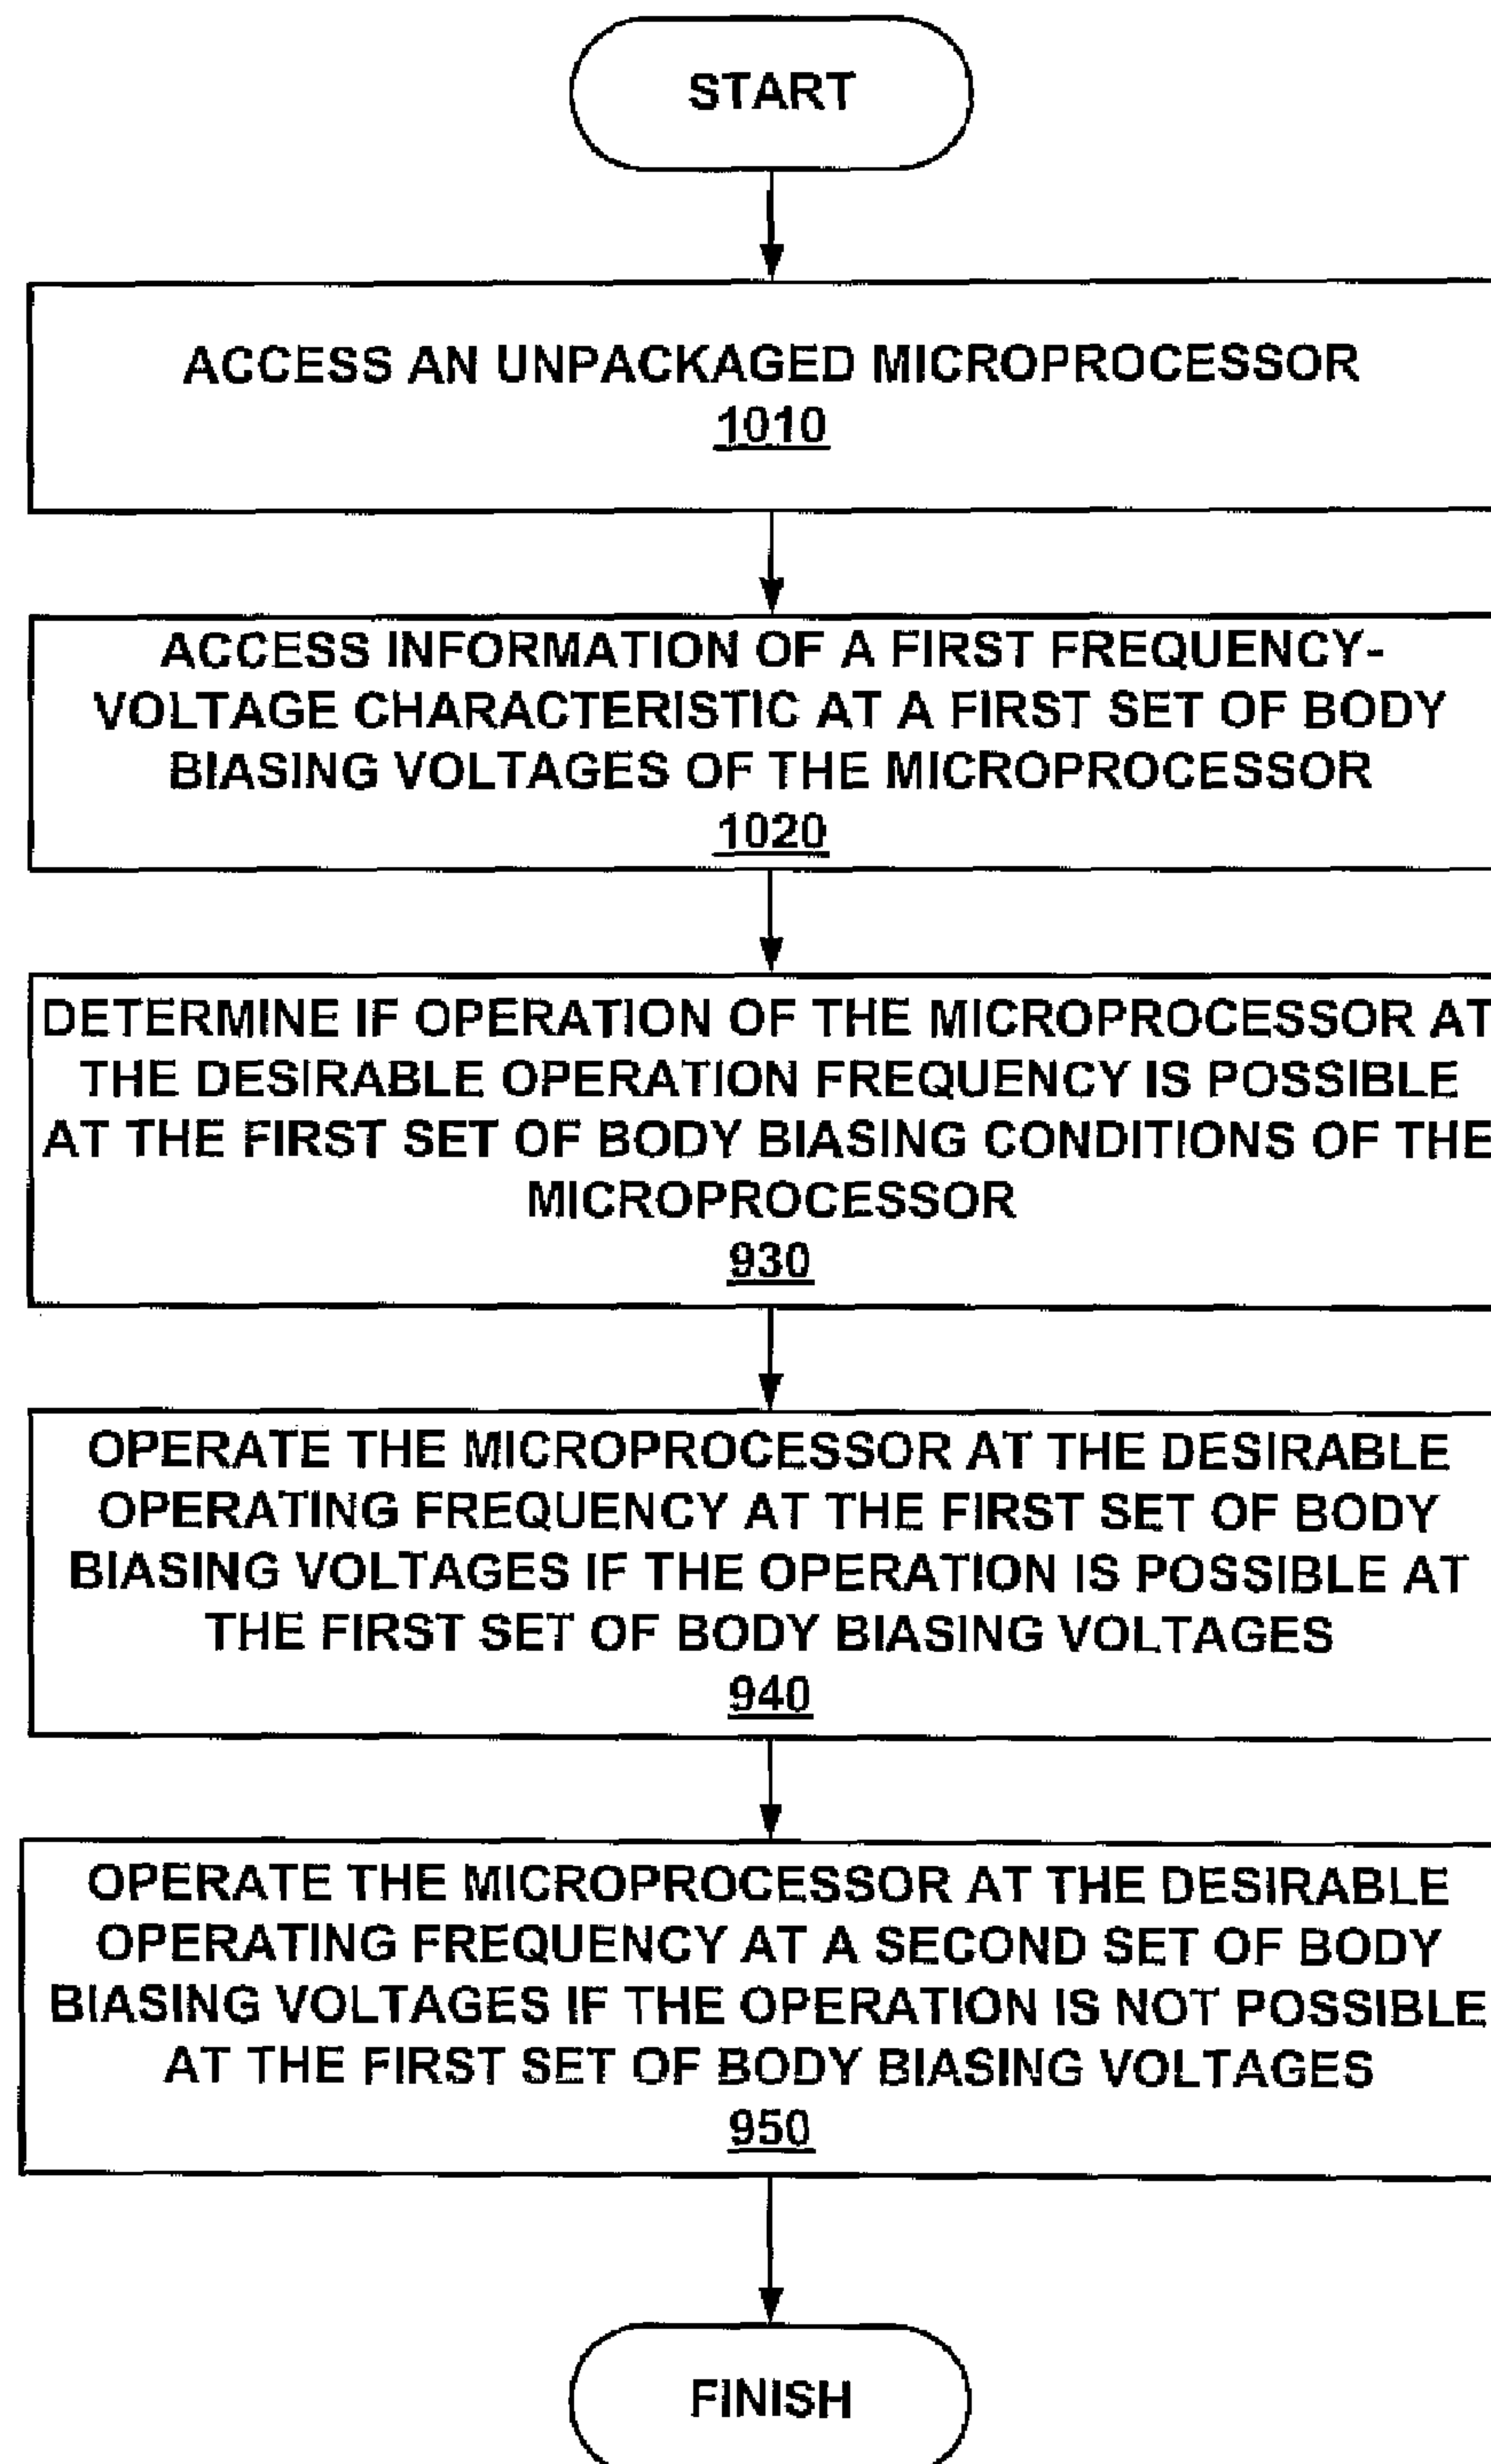 START
ACCESS AN UNPACKAGED MICROPROCESSOR
1010
ACCESS INFORMATION OF A FIRST FREQUENCY-
VOLTAGE CHARACTERISTIC AT A FIRST SET OF BODY
BIASING VOLTAGES OF THE MICROPROCESSOR
1020
DETERMINE IF OPERATION OF THE MICROPROCESSOR AT
THE DESIRABLE OPERATION FREQUENCY IS POSSIBLE
AT THE FIRST SET OF BODY BIASING CONDITIONS OF THE
MICROPROCESSOR
930
OPERATE THE MICROPROCESSOR AT THE DESIRABLE
OPERATING FREQUENCY AT THE FIRST SET OF BODY
BIASING VOLTAGES IF THE OPERATION IS POSSIBLE AT
THE FIRST SET OF BODY BIASING VOLTAGES
940
OPERATE THE MICROPROCESSOR AT THE DESIRABLE
OPERATING FREQUENCY AT A SECOND SET OF BODY
BIASING VOLTAGES IF THE OPERATION IS NOT POSSIBLE
AT THE FIRST SET OF BODY BIASING VOLTAGES
950
FINISH